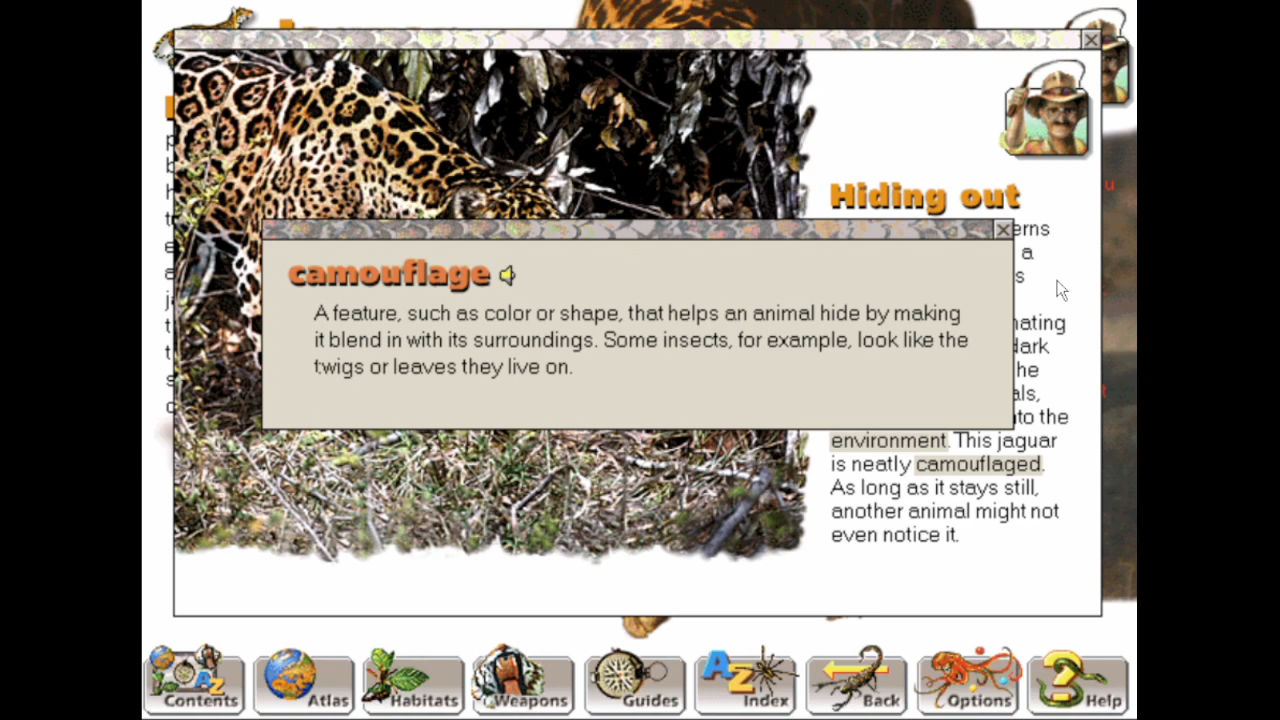 Hiding out
erns
a
s
camouflage
A feature, such as color or shape, that helps an animal hide by making
it blend in with its surroundings. Some insects, for example, look like the
twigs or leaves they live on.
nating
dark
he
als,
nto the
environment. This jaguar
is neatly camouflaged.
As long as it stays still,
another animal might not
even notice it.
Contents
Atlas
Habitats
Weapons
Guides
AZ Index
Back
Options
? Help